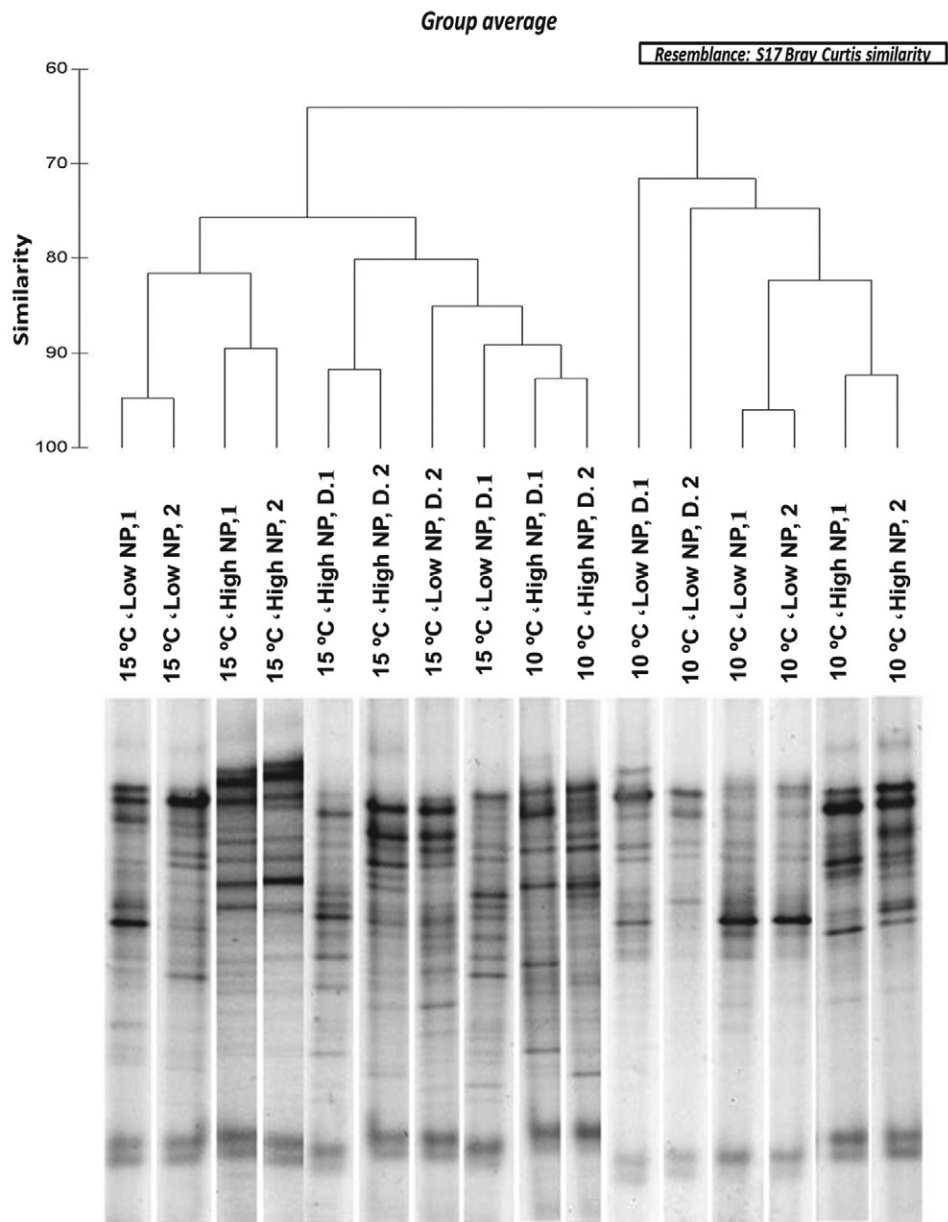 Group average
Resemblance: S17 Bray Curtis similarity
Similarity
60
70
80
90
100
15 ºC ˛Low NP,1
15 ºC ˛Low NP, 2
15 ºC ˛High NP,1
15 ºC ˛High NP, 2
15 ºC ˛High NP, D.1
15 ºC ˛High NP, D. 2
15 ºC ˛Low NP, D. 2
15 ºC ˛Low NP, D.1
10 ºC ˛High NP, D.1
10 ºC ˛High NP, D. 2
10 ºC ˛Low NP, D.1
10 ºC ˛Low NP, D. 2
10 ºC ˛Low NP,1
10 ºC ˛Low NP, 2
10 ºC ˛High NP,1
10 ºC ˛High NP, 2